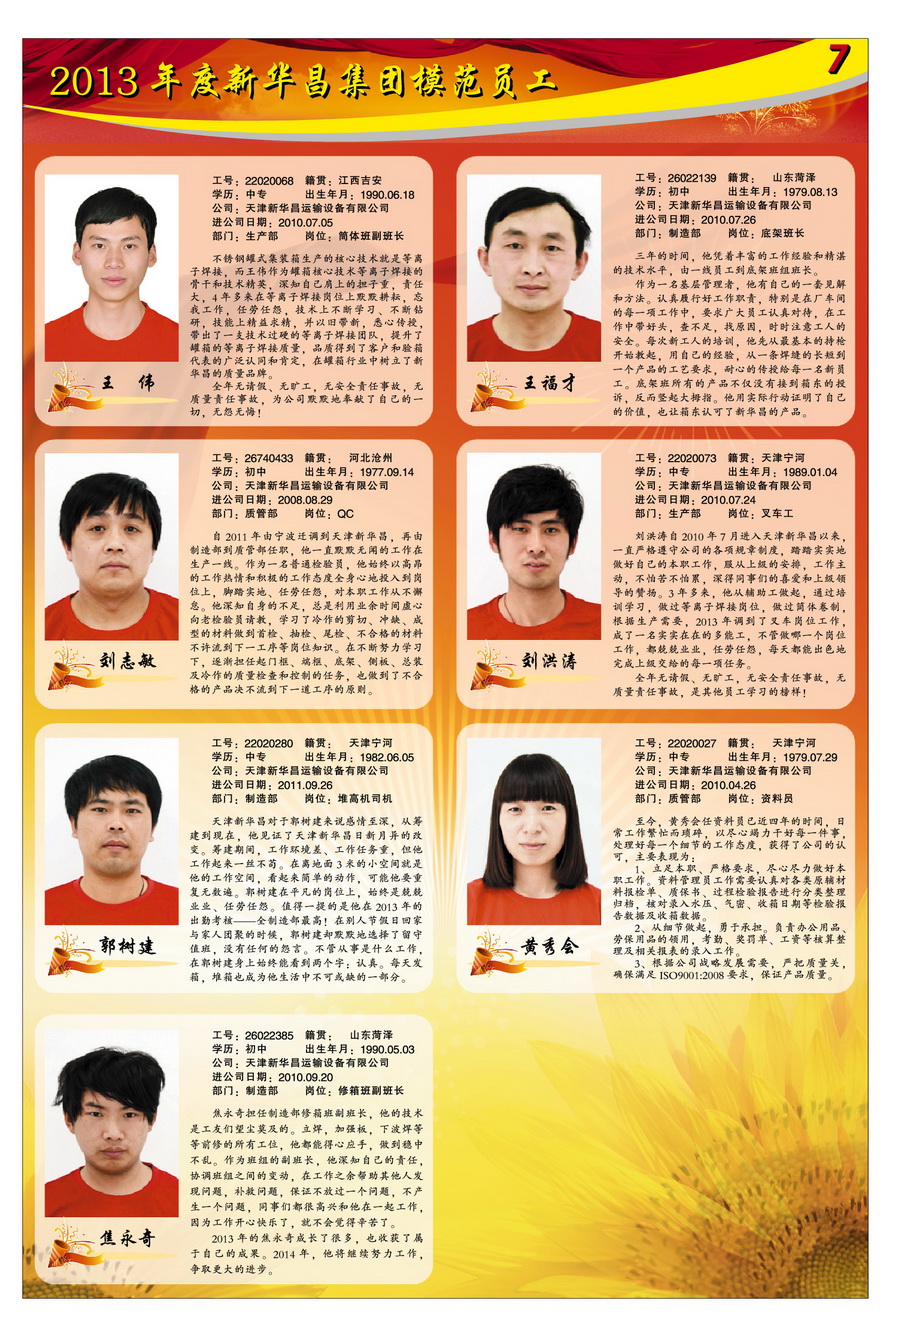 2013 年度新华昌集团模范员工
7
工号：22020068 籍贯：江西吉安
学历：中专 出生年月：1990.06.18
公司：天津新华昌运输设备有限公司
进公司日期：2010.07.05
部门：生产部 岗位：筒体班副班长
不锈钢罐式集装箱生产的核心技术就是等离
子焊接，而王伟作为罐箱核心技术等离子焊接的
骨干和技术精英，深知自己肩上的担子重，责任
大，4 年多来在等离子焊接岗位上默默耕耘，忘
我工作，任劳任怨，技术上不断学习、不断钻
研，技能上精益求精，并以旧带新，悉心传授，
带出了一支技术过硬的等离子焊接团队，提升了
罐箱的等离子焊接质量，品质得到了客户和验箱
代表的广泛认同和肯定，在罐箱行业中树立了新
华昌的质量品牌。
全年无请假、无旷工，无安全责任事故，无
质量责任事故，为公司默默地奉献了自己的一
切，无怨无悔！
王 伟
工号：26022139 籍贯： 山东菏泽
学历：初中 出生年月：1979.08.13
公司：天津新华昌运输设备有限公司
进公司日期：2010.07.26
部门：制造部 岗位：底架班长
三年的时间，他凭着丰富的工作经验和精湛
的技术水平，由一线员工到底架班组班长。
作为一名基层管理者，他有自己的一套见解
和方法。认真履行好工作职责，特别是在厂车间
的每一项工作中，要求广大员工认真对待，在工
作中带好头，查不足，找原因，时时注意工人的
安全。每次新工人的培训，他先从最基本的持枪
开始教起，用自己的经验，从一条焊缝的长短到
一个产品的工艺要求，耐心的传授给每一名新员
工。底架班所有的产品不仅没有接到箱东的投
诉，反而竖起大拇指。他用实际行动证明了自己
的价值，也让箱东认可了新华昌的产品。
王福才
工号：26740433 籍贯： 河北沧州
学历：初中 出生年月：1977.09.14
公司：天津新华昌运输设备有限公司
进公司日期：2008.08.29
部门：质管部 岗位：QC
自 2011 年由宁波迁调到天津新华昌，再由
制造部到质管部任职，他一直默默无闻的工作在
生产一线。作为一名普通检验员，他始终以高昂
的工作热情和积极的工作态度全身心地投入到岗
位上，脚踏实地、任劳任怨，对本职工作从不懈
怠。他深知自身的不足，总是利用业余时间虚心
向老检验员请教，学习了冷作的剪切、冲缺、成
型的材料做到首检、抽检、尾检、不合格的材料
不许流到下一工序等岗位知识。在不断努力学习
下，逐渐担任起门框、端框、底架、侧板、总装
及冷作的质量检查和控制的任务，也做到了不合
格的产品决不流到下一道工序的原则。
刘志敏
工号：22020073 籍贯：天津宁河
学历：中专 出生年月：1989.01.04
公司：天津新华昌运输设备有限公司
进公司日期：2010.07.24
部门：生产部 岗位：叉车工
刘洪涛自 2010 年 7 月进入天津新华昌以来，
一直严格遵守公司的各项规章制度，踏踏实实地
做好自己的本职工作，服从上级的安排，工作主
动，不怕苦不怕累，深得同事们的喜爱和上级领
导的赞扬。3 年多来，他从辅助工做起，通过培
训学习，做过等离子焊接岗位，做过筒体卷制，
根据生产需要，2013 年调到了叉车岗位工作，
成了一名实实在在的多能工，不管做哪一个岗位
工作，都兢兢业业，任劳任怨，每天都能出色地
完成上级交给的每一项任务。
全年无请假、无旷工，无安全责任事故，无
质量责任事故，是其他员工学习的榜样！
刘洪涛
工号：22020280 籍贯： 天津宁河
学历：中专 出生年月：1982.06.05
公司：天津新华昌运输设备有限公司
进公司日期：2011.09.26
部门：制造部 岗位：堆高机司机
天津新华昌对于郭树建来说感情至深，从筹
建到现在，他见证了天津新华昌日新月异的改
变。筹建期间，工作环境差、工作任务重，但他
工作起来一丝不苟。在离地面 3 米的小空间就是
他的工作空间，看起来简单的动作，可能他要重
复无数遍。郭树建在平凡的岗位上，始终是兢兢
业业、任劳任怨。值得一提的是他在 2013 年的
出勤考核——全制造部最高！在别人节假日回家
与家人团聚的时候，郭树建却默默地选择了留守
值班，没有任何的怨言。不管从事是什么工作，
在郭树建身上始终能看到两个字：认真。每天发
箱，堆箱也成为他生活中不可或缺的一部分。
郭树建
工号：22020027 籍贯： 天津宁河
学历：中专 出生年月：1979.07.29
公司：天津新华昌运输设备有限公司
进公司日期：2010.04.26
部门：质管部 岗位：资料员
至今，黄秀会任资料员已近四年的时间，日
常工作繁忙而琐碎，以尽心竭力干好每一件事，
处理好每一个细节的工作态度，获得了公司的认
可，主要表现为：
1、立足本职、严格要求，尽心尽力做好本
职工作。资料管理员工作需要认真对各类原辅材
料报检单、质保书、过程检验报告进行分类整理
归档，核对录入水压、气密、收箱日期等检验报
告数据及收箱数据。
2、从细节做起，勇于承担。负责办公用品、
劳保用品的领用，考勤、奖罚单、工资等核算整
理及相关报表的录入工作。
3、根据公司战略发展需要，严把质量关，
确保满足 ISO9001:2008 要求，保证产品质量。
黄秀会
工号：26022385 籍贯： 山东菏泽
学历：初中 出生年月：1990.05.03
公司：天津新华昌运输设备有限公司
进公司日期：2010.09.20
部门：制造部 岗位：修箱班副班长
焦永奇担任制造部修箱班副班长，他的技术
是工友们望尘莫及的。立焊，加强板，下波焊等
等前修的所有工位，他都能得心应手，做到稳中
不乱。作为班组的副班长，他深知自己的责任，
协调班组之间的变动，在工作之余帮助其他人发
现问题，补救问题，保证不放过一个问题，不产
生一个问题，同事们都很高兴和他在一起工作，
因为工作开心快乐了，就不会觉得辛苦了。
2013 年的焦永奇成长了很多，也收获了属
于自己的成果。2014 年，他将继续努力工作，
争取更大的进步。
焦永奇